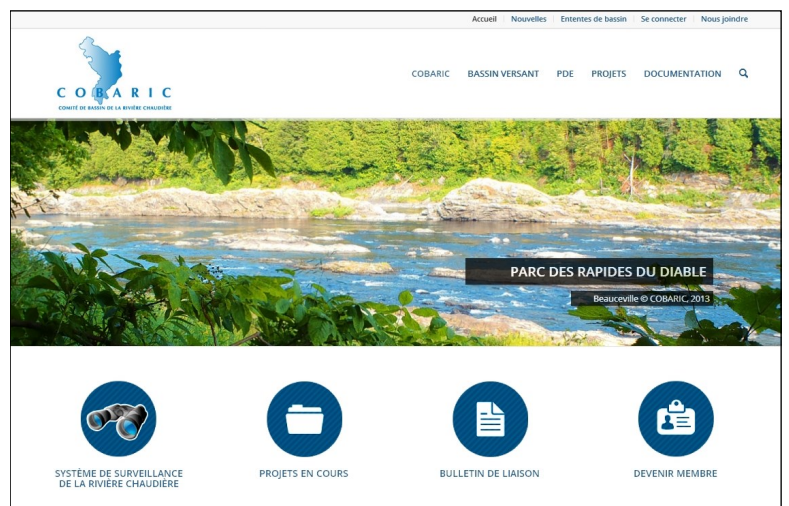 Accueil Nouvelles Ententes de bassin Se connecter Nous joindre
COBARIC
COMITÉ DE BASSIN DE LA RIVIÈRE CHAUDIÈRE
COBARIC BASSIN VERSANT PDE PROJETS DOCUMENTATION
PARC DES RAPIDES DU DIABLE
Beauceville © COBARIC, 2013
SYSTÈME DE SURVEILLANCE
DE LA RIVIÈRE CHAUDIÈRE
PROJETS EN COURS
BULLETIN DE LIAISON
DEVENIR MEMBRE